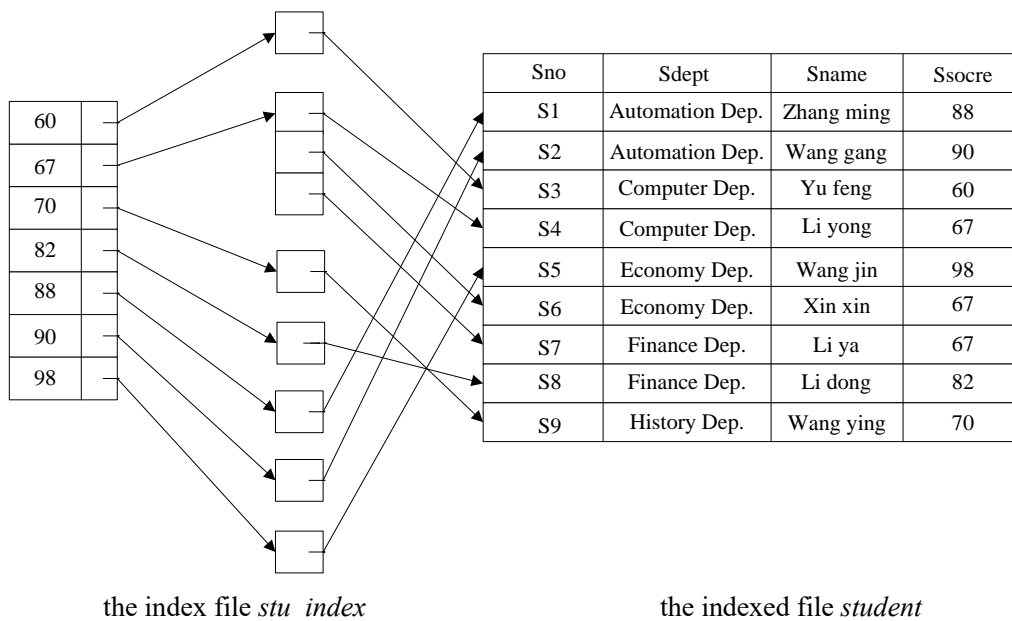 60
67
70
82
88
90
98
Sno Sdept Sname Ssocre
S1 Automation Dep. Zhang ming 88
S2 Automation Dep. Wang gang 90
S3 Computer Dep. Yu feng 60
S4 Computer Dep. Li yong 67
S5 Economy Dep. Wang jin 98
S6 Economy Dep. Xin xin 67
S7 Finance Dep. Li ya 67
S8 Finance Dep. Li dong 82
S9 History Dep. Wang ying 70
the index file stu_index the indexed file student